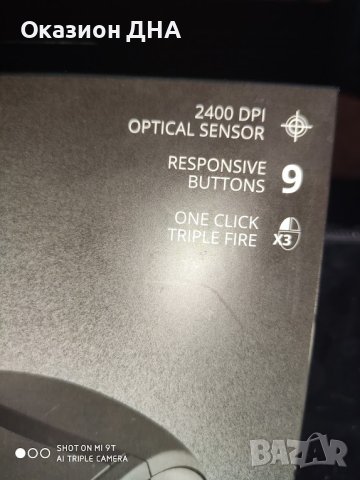 Оказион ДНА
2400 DPI
OPTICAL SENSOR
RESPONSIVE
BUTTONS 9
ONE CLICK
TRIPLE FIRE X3
SHOT ON MI 9T
AI TRIPLE CAMERA
BAZAR